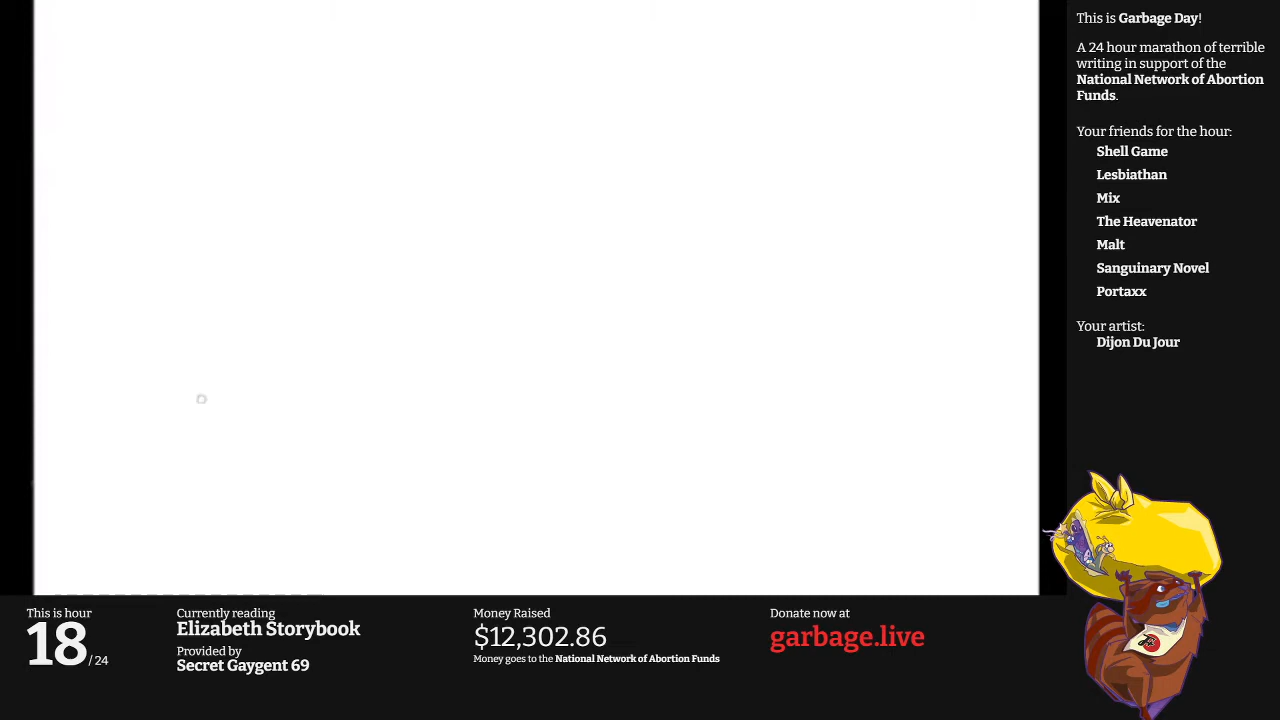 This is Garbage Day!
A 24 hour marathon of terrible
writing in support of the
National Network of Abortion
Funds.
Your friends for the hour:
Shell Game
Lesbiathan
Mix
The Heavenator
Malt
Sanguinary Novel
Portaxx
Your artist:
Dijon Du Jour
This is hour
18 / 24
Currently reading
Elizabeth Storybook
Provided by
Secret Gaygent 69
Money Raised
$12,302.86
Money goes to the National Network of Abortion Funds
Donate now at
garbage.live